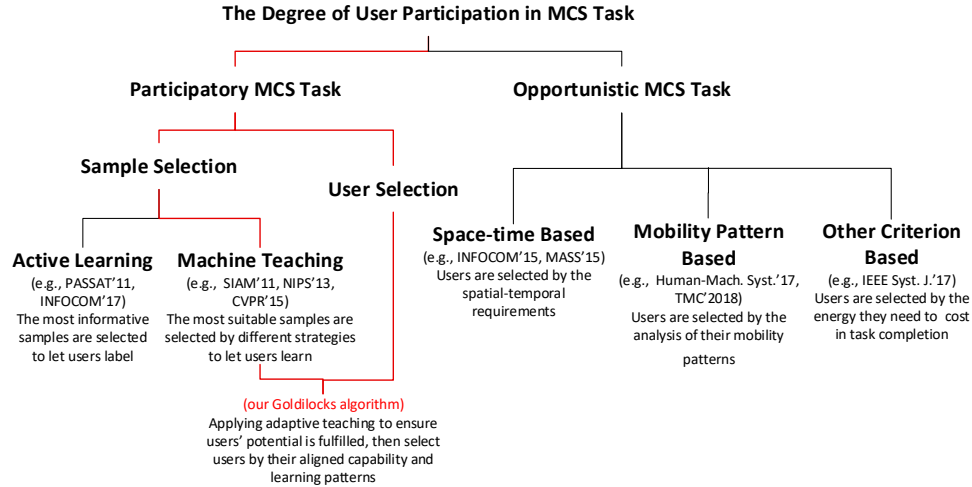 The Degree of User Participation in MCS Task
Participatory MCS Task
Opportunistic MCS Task
Sample Selection
User Selection
Active Learning
(e.g., PASSAT'11,
INFOCOM'17)
The most informative
samples are selected
to let users label
Machine Teaching
(e.g., SIAM'11, NIPS'13,
CVPR'15)
The most suitable samples are
selected by different strategies
to let users learn
(our Goldilocks algorithm)
Applying adaptive teaching to ensure
users' potential is fulfilled, then select
users by their aligned capability and
learning patterns
Space-time Based
(e.g., INFOCOM'15, MASS'15)
Users are selected by the
spatial-temporal
requirements
Mobility Pattern
Based
(e.g., Human-Mach. Syst.'17,
TMC'2018)
Users are selected by the
analysis of their mobility
patterns
Other Criterion
Based
(e.g., IEEE Syst. J.'17)
Users are selected by the
energy they need to cost
in task completion